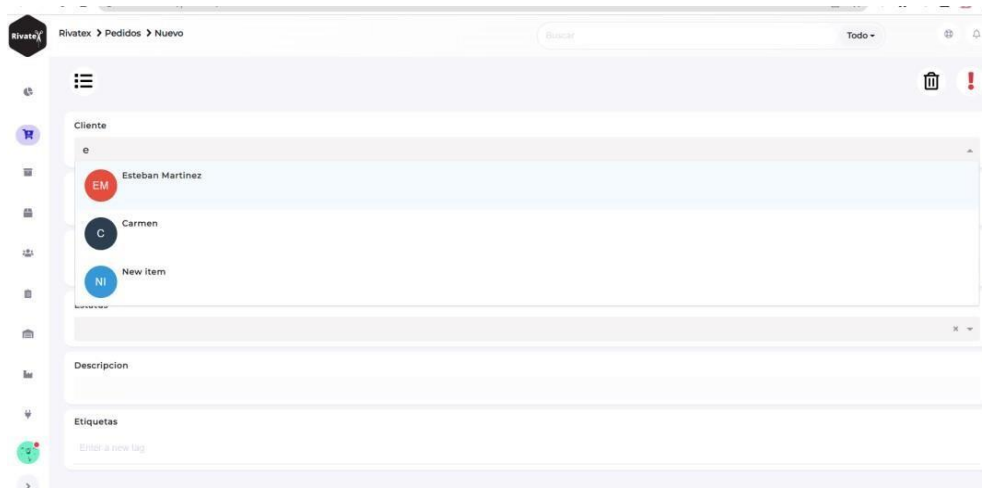 Rivatex
Rivatex > Pedidos > Nuevo
Buscar
Todo
Cliente
e
EM
Esteban Martinez
C
Carmen
NI
New item
Estatus
Descripcion
Etiquetas
Enter a new tag